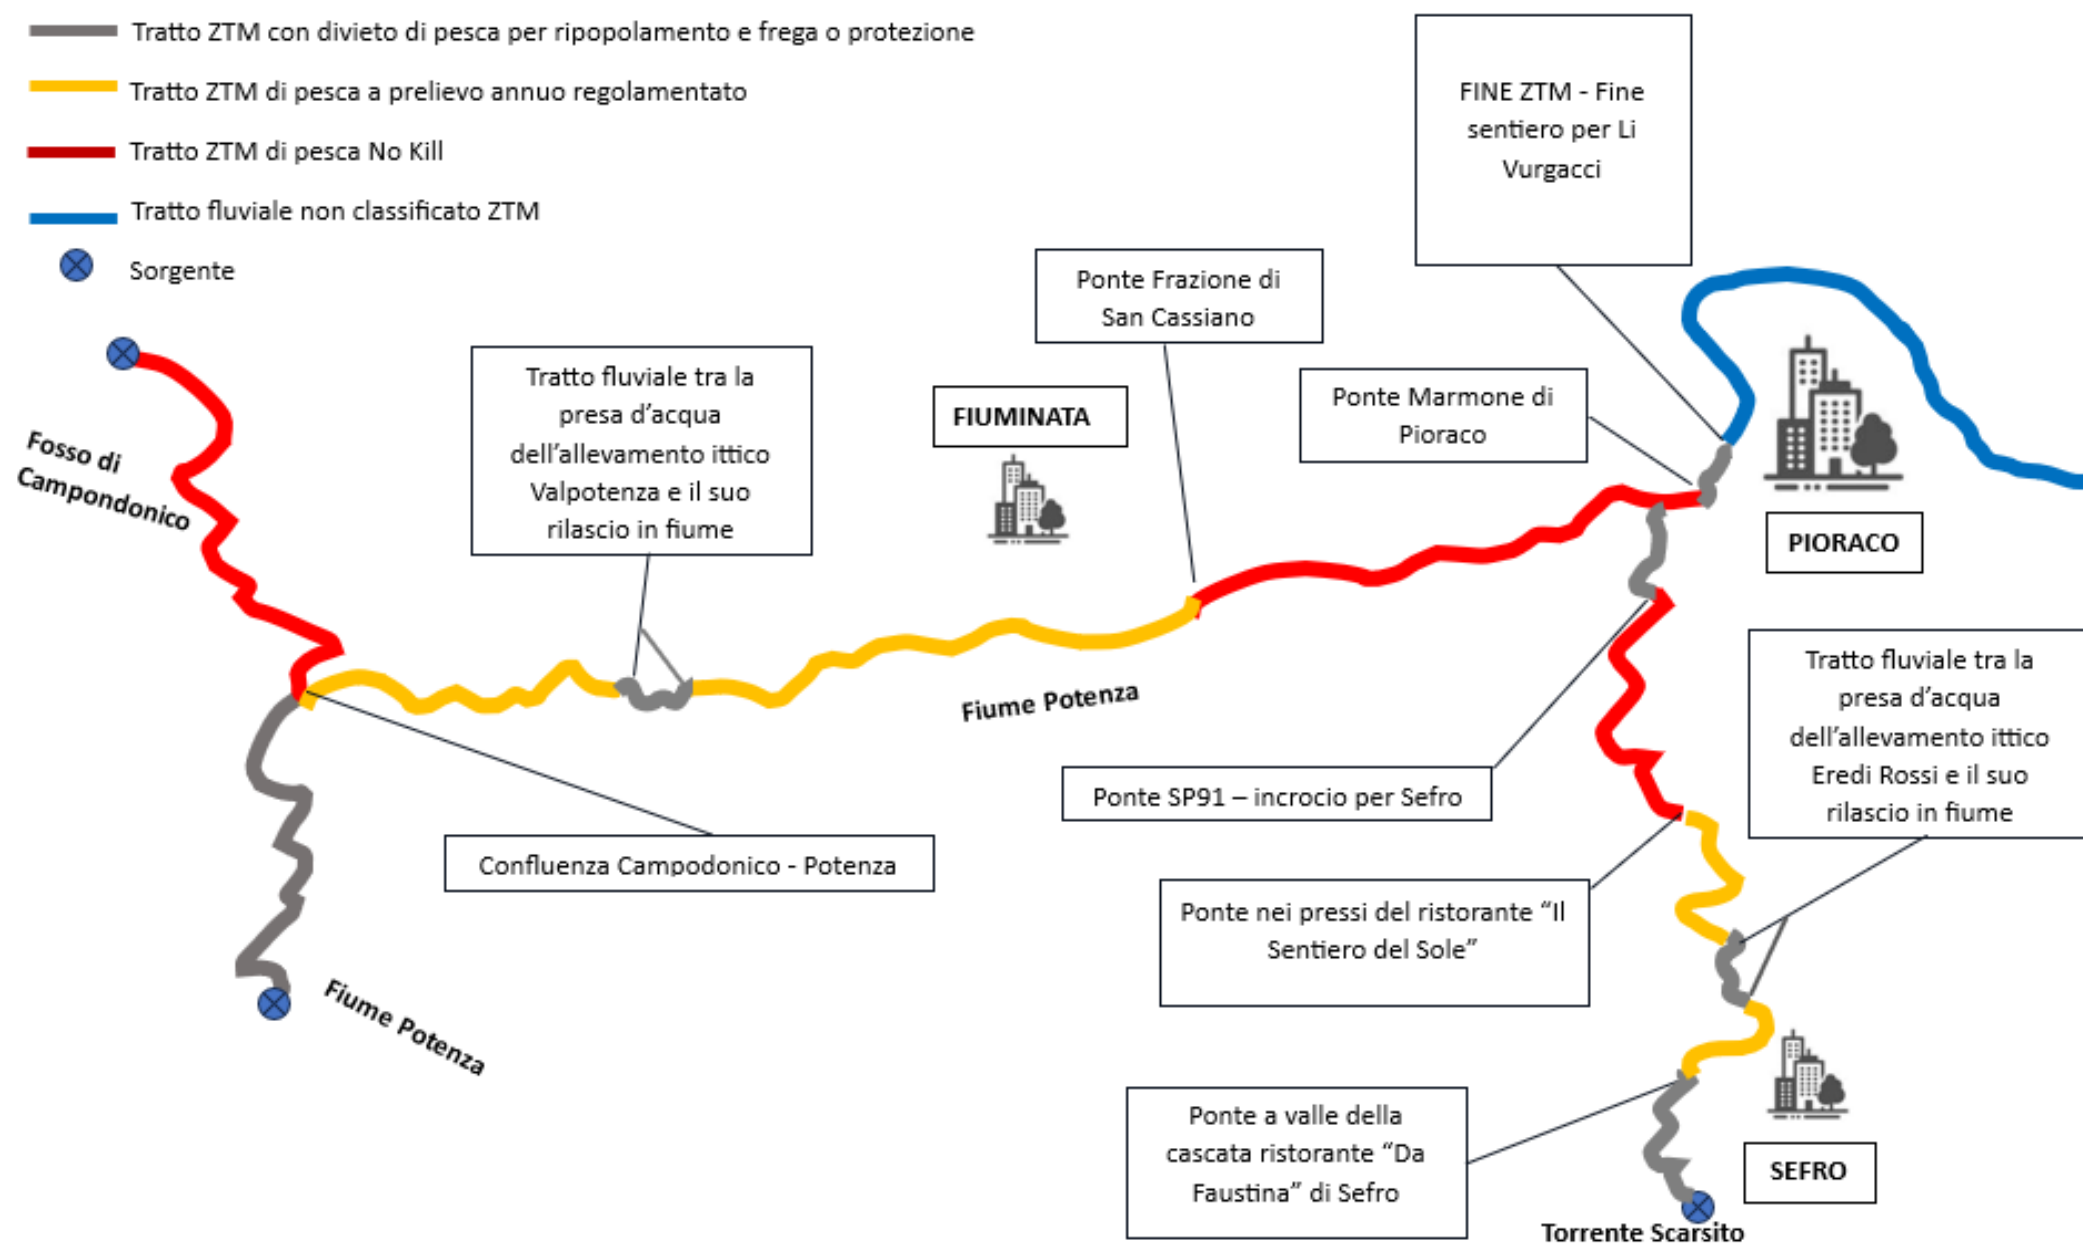 Tratto ZTM con divieto di pesca per ripopolamento e frega o protezione
Tratto ZTM di pesca a prelievo annuo regolamentato
Tratto ZTM di pesca No Kill
Tratto fluviale non classificato ZTM
Sorgente
FINE ZTM - Fine
sentiero per Li
Vurgacci
Ponte Frazione di
San Cassiano
Ponte Marmone di
Pioraco
Tratto fluviale tra la
presa d’acqua
dell’allevamento ittico
Valpotenza e il suo
rilascio in fiume
FIUMINATA
Fosso di
Campondonico
PIORACO
Fiume Potenza
Tratto fluviale tra la
presa d’acqua
dell’allevamento ittico
Eredi Rossi e il suo
rilascio in fiume
Ponte SP91 – incrocio per Sefro
Confluenza Campodonico - Potenza
Ponte nei pressi del ristorante “Il
Sentiero del Sole”
Fiume Potenza
Ponte a valle della
cascata ristorante “Da
Faustina” di Sefro
SEFRO
Torrente Scarsito